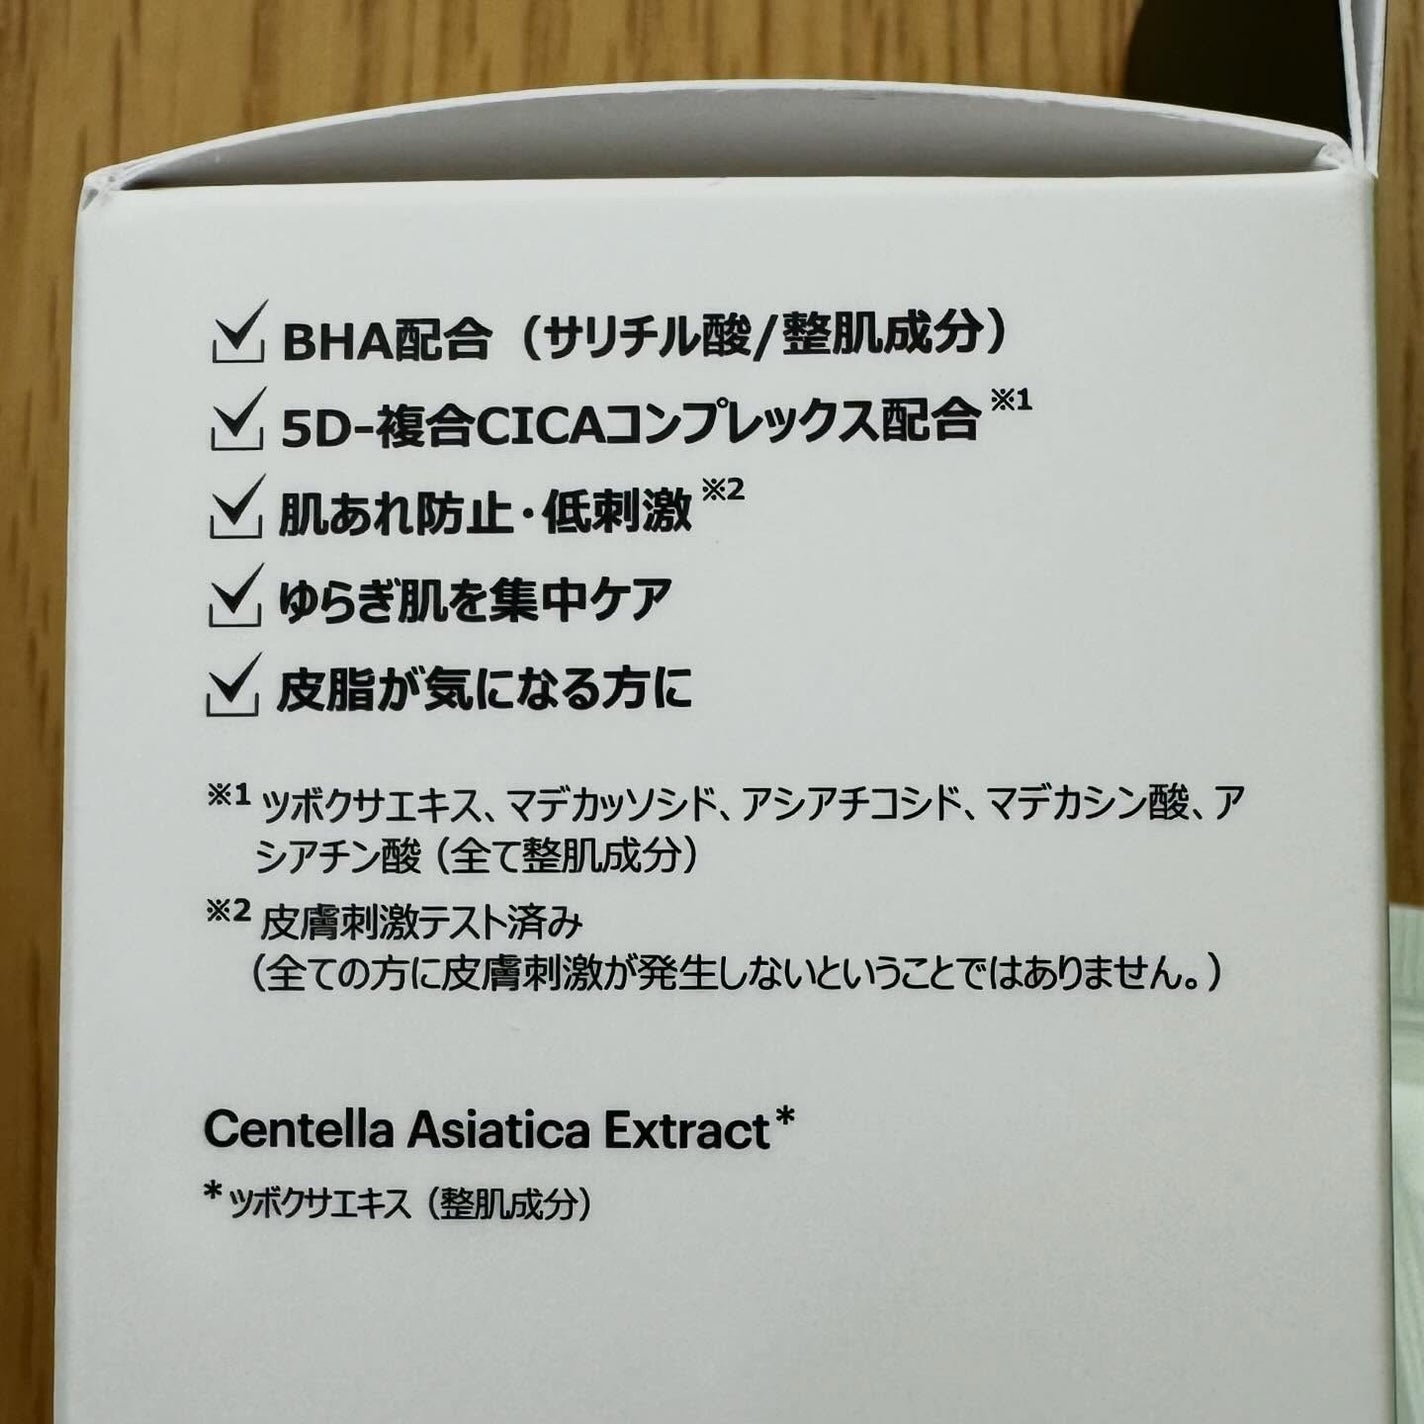 BHA配合（サリチル酸/整肌成分）
5D-複合CICAコンプレックス配合※1
肌あれ防止・低刺激※2
ゆらぎ肌を集中ケア
皮脂が気になる方に
※1 ツボクサエキス、マデカッソシド、アシアチコシド、マデカシン酸、ア
シアチン酸（全て整肌成分）
※2 皮膚刺激テスト済み
（全ての方に皮膚刺激が発生しないということではありません。）
Centella Asiatica Extract*
*ツボクサエキス（整肌成分）